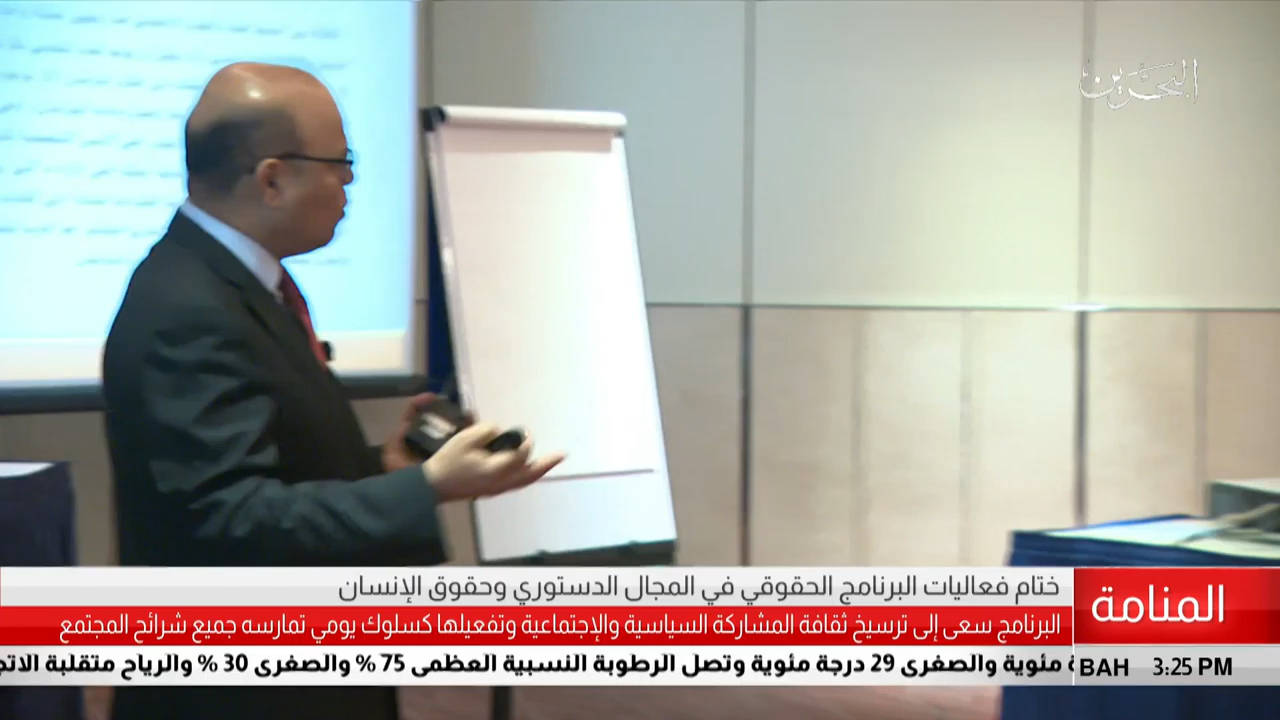 البحرين
ختام فعاليات البرنامج الحقوقي في المجال الدستوري وحقوق الإنسان
المنامة
البرنامج سعى إلى ترسيخ ثقافة المشاركة السياسية والإجتماعية وتفعيلها كسلوك يومي تمارسه جميع شرائح المجتمع
مئوية والصغرى 29 درجة مئوية وتصل الرطوبة النسبية العظمى 75 % والصغرى 30 % والرياح متقلبة
BAH 3:25 PM